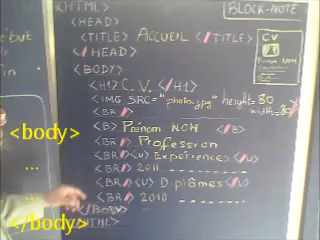 <HTML>
BLOCK-NOTE
<HEAD>
<TITLE> ACCUEIL </TITLE>
</HEAD>
CV
<BODY>
<H1>C.V.</H1>
<IMG SRC="photo.gif" height=80
width=80>
<BR/>
<B> Prénom NOM </B>
<BR/> Profession
<BR/><U> Expériences </U>
<BR/> 2011 --------
<BR/><U> Diplômes </U>
<BR/> 2010 --------
</BODY>
</HTML>
<body>
...
...
</body>